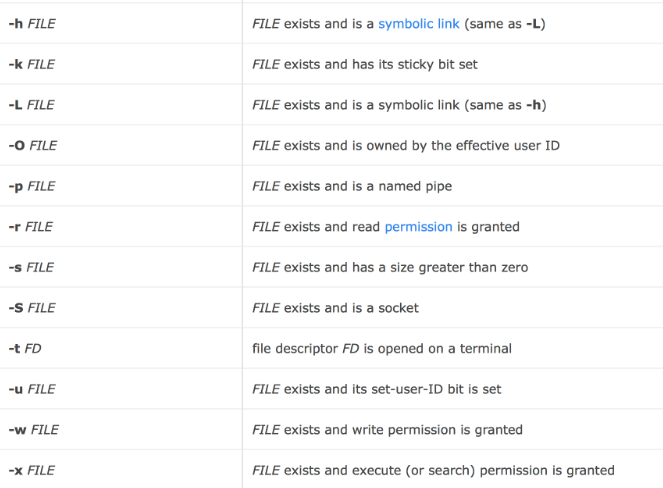 -h FILE FILE exists and is a symbolic link (same as -L)
-k FILE FILE exists and has its sticky bit set
-L FILE FILE exists and is a symbolic link (same as -h)
-O FILE FILE exists and is owned by the effective user ID
-p FILE FILE exists and is a named pipe
-r FILE FILE exists and read permission is granted
-s FILE FILE exists and has a size greater than zero
-S FILE FILE exists and is a socket
-t FD file descriptor FD is opened on a terminal
-u FILE FILE exists and its set-user-ID bit is set
-w FILE FILE exists and write permission is granted
-x FILE FILE exists and execute (or search) permission is granted